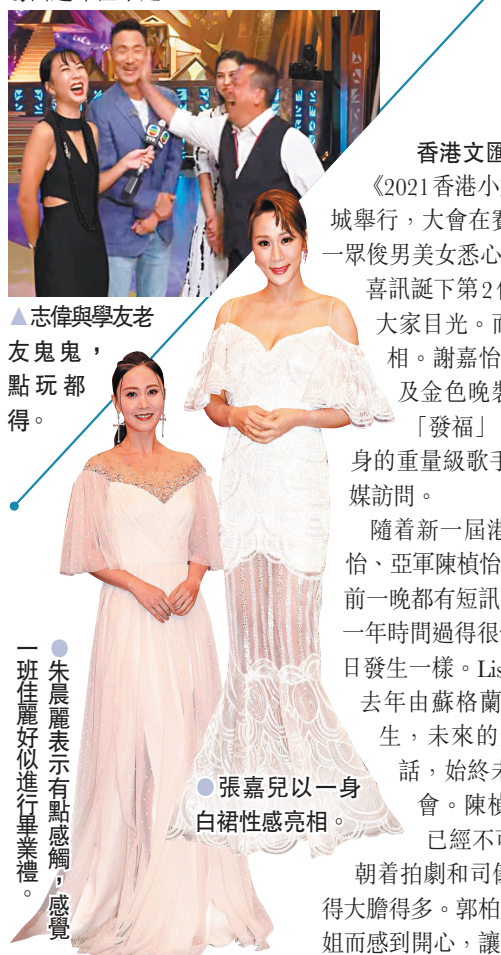 ▲志偉與學友老
友鬼鬼，
點玩都
得。
●朱晨麗表示有點感觸，感覺
一班佳麗好似進行畢業禮。
●張嘉兒以一身
白裙性感亮相。
香港文匯
《2021香港小
城舉行，大會在賽
一眾俊男美女悉心
喜訊誕下第2
大家目光。而
相。謝嘉怡
及金色晚裝
「發福」
身的重量級歌手
媒訪問。
隨着新一屆港
怡、亞軍陳楨怡
前一晚都有短訊
一年時間過得很
日發生一樣。Lis
去年由蘇格蘭
生，未來的
話，始終未
會。陳楨
已經不可
朝着拍劇和司儀
得大膽得多。郭柏
姐而感到開心，讓